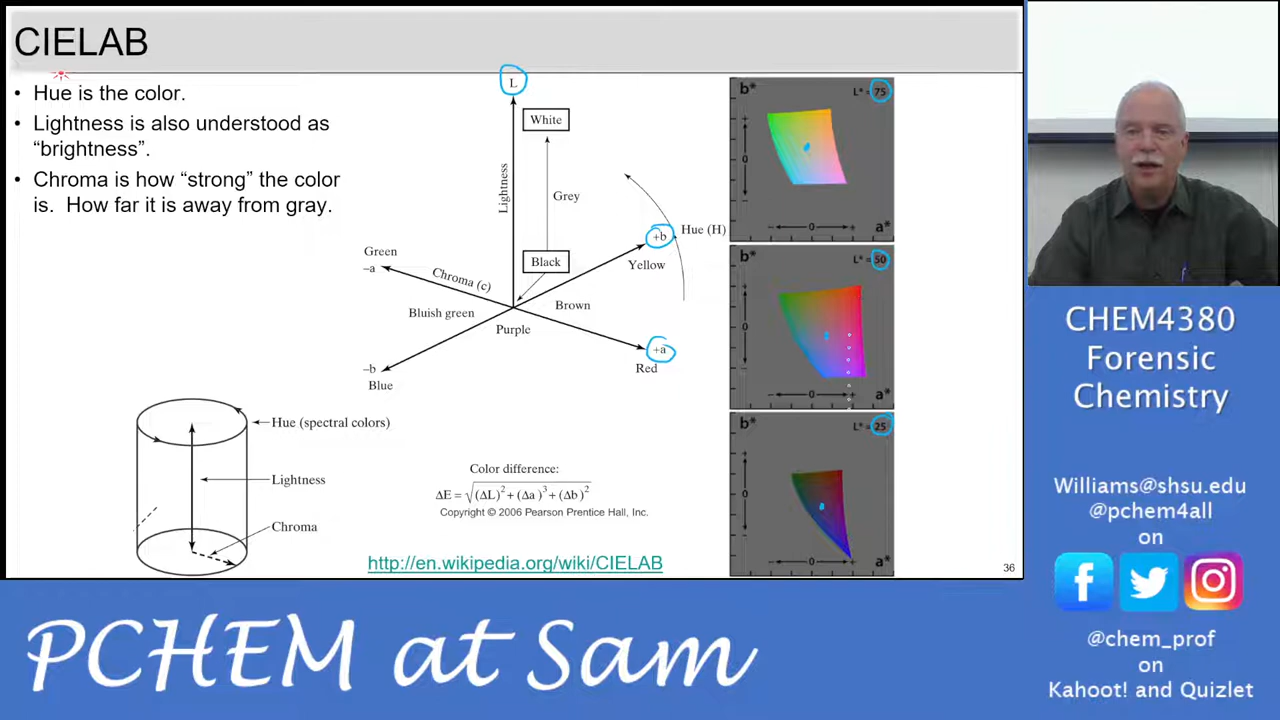 CIELAB
• Hue is the color.
• Lightness is also understood as
“brightness”.
• Chroma is how “strong” the color
is. How far it is away from gray.
L
White
Lightness
Grey
+b
Hue (H)
Yellow
Green
–a
Chroma (c)
Black
Brown
Bluish green
Purple
+a
Red
–b
Blue
Hue (spectral colors)
Lightness
Chroma
Color difference:
ΔE = √(ΔL)² + (Δa)³ + (Δb)²
Copyright © 2006 Pearson Prentice Hall, Inc.
http://en.wikipedia.org/wiki/CIELAB
b*
L* = 75
+
0
–
– 0 +
a*
b*
L* = 50
+
0
–
– 0 +
a*
b*
L* = 25
+
0
–
– 0 +
a*
36
CHEM4380
Forensic
Chemistry
Williams@shsu.edu
@pchem4all
on
f
@chem_prof
on
Kahoot! and Quizlet
PCHEM at Sam